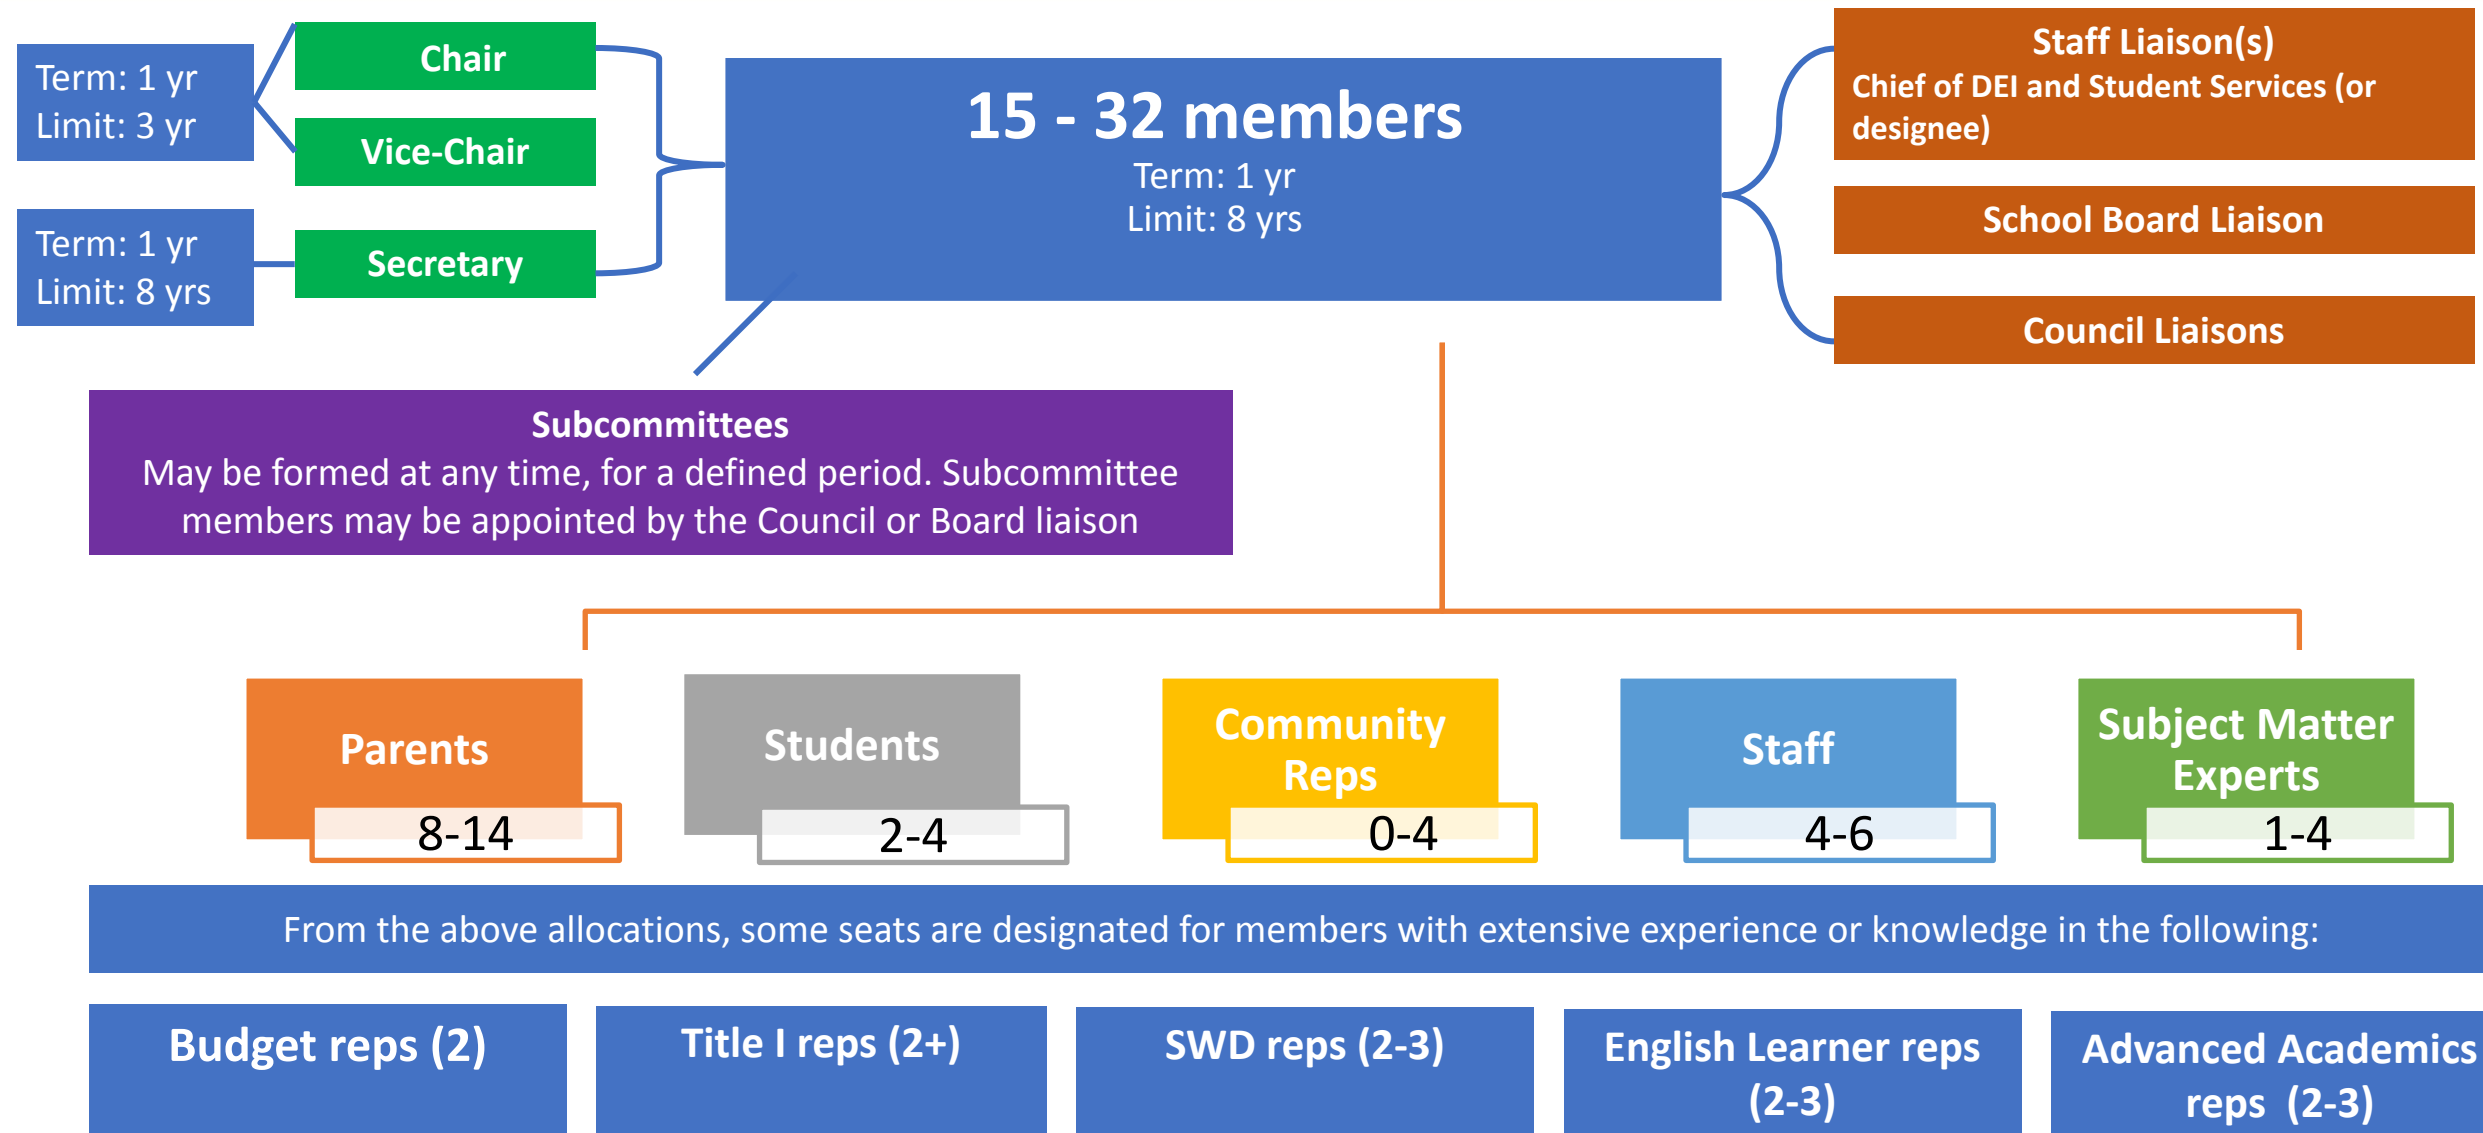 Term: 1 yr
Limit: 3 yr
Chair
Vice-Chair
Term: 1 yr
Limit: 8 yrs
Secretary
15 - 32 members
Term: 1 yr
Limit: 8 yrs
Staff Liaison(s)
Chief of DEI and Student Services (or
designee)
School Board Liaison
Council Liaisons
Subcommittees
May be formed at any time, for a defined period. Subcommittee
members may be appointed by the Council or Board liaison
Parents
8-14
Students
2-4
Community
Reps
0-4
Staff
4-6
Subject Matter
Experts
1-4
From the above allocations, some seats are designated for members with extensive experience or knowledge in the following:
Budget reps (2)
Title I reps (2+)
SWD reps (2-3)
English Learner reps
(2-3)
Advanced Academics
reps (2-3)